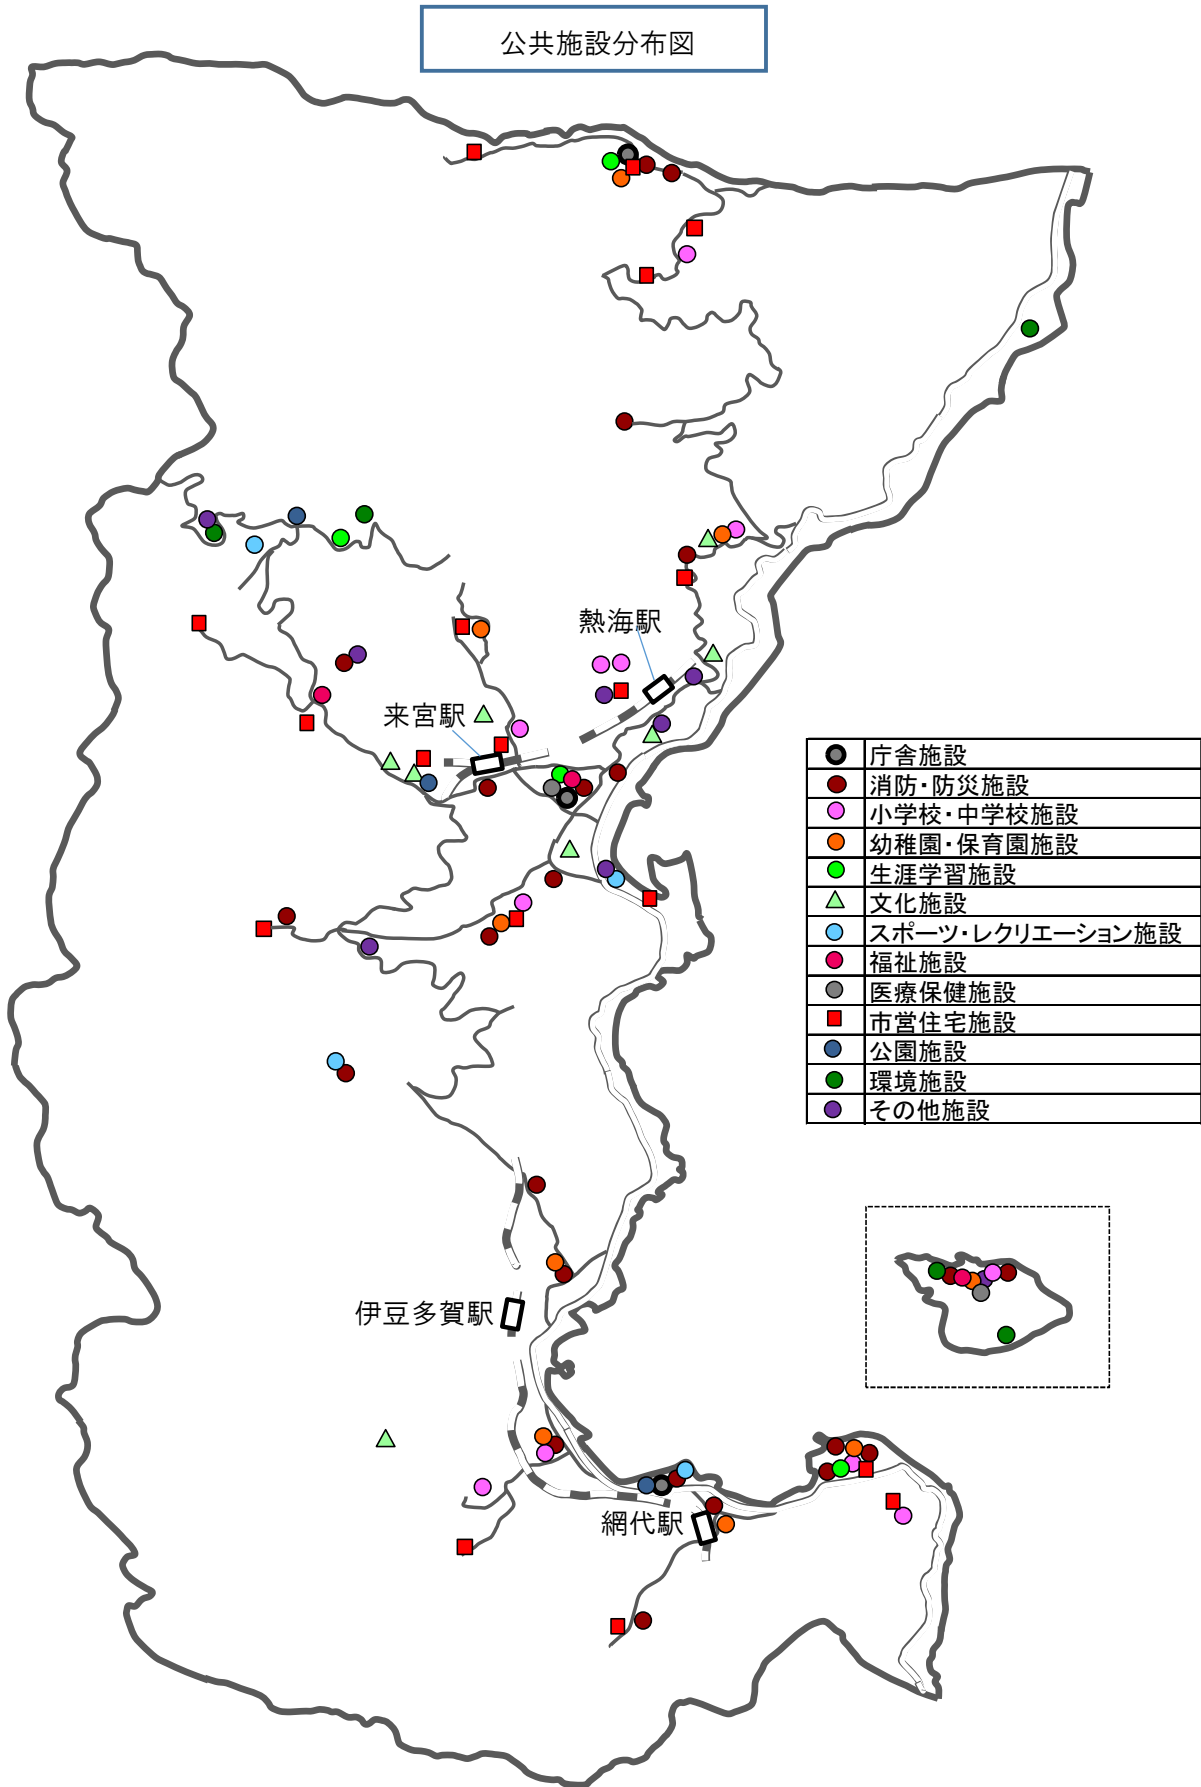 公共施設分布図
熱海駅
来宮駅
庁舎施設
消防・防災施設
小学校・中学校施設
幼稚園・保育園施設
生涯学習施設
文化施設
スポーツ・レクリエーション施設
福祉施設
医療保健施設
市営住宅施設
公園施設
環境施設
その他施設
伊豆多賀駅
網代駅